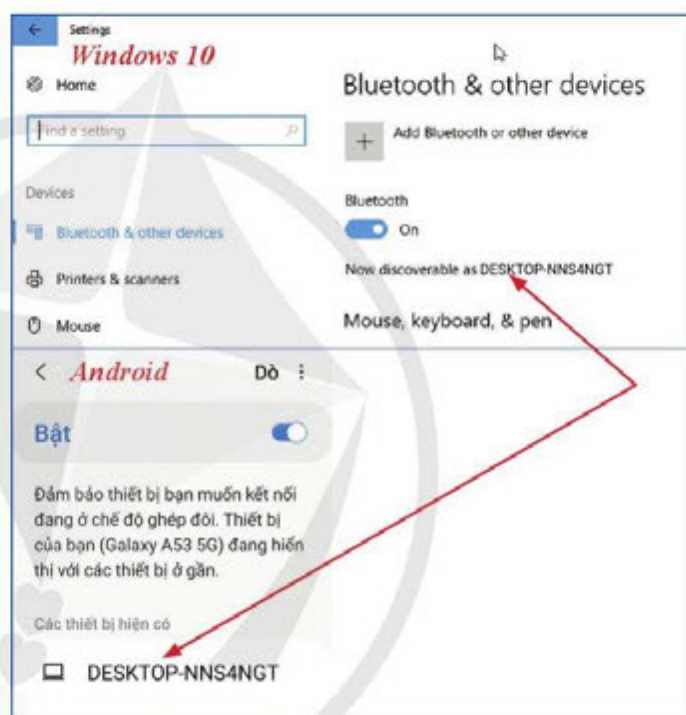 Settings
Windows 10
Home
Find a setting
Devices
Bluetooth & other devices
Printers & scanners
Mouse
Bluetooth & other devices
Add Bluetooth or other device
Bluetooth
On
Now discoverable as DESKTOP-NNS4NGT
Mouse, keyboard, & pen
Android
Dò
Bật
Đảm bảo thiết bị bạn muốn kết nối
đang ở chế độ ghép đôi. Thiết bị
của bạn (Galaxy A53 5G) đang hiển
thị với các thiết bị ở gần.
Các thiết bị hiện có
DESKTOP-NNS4NGT